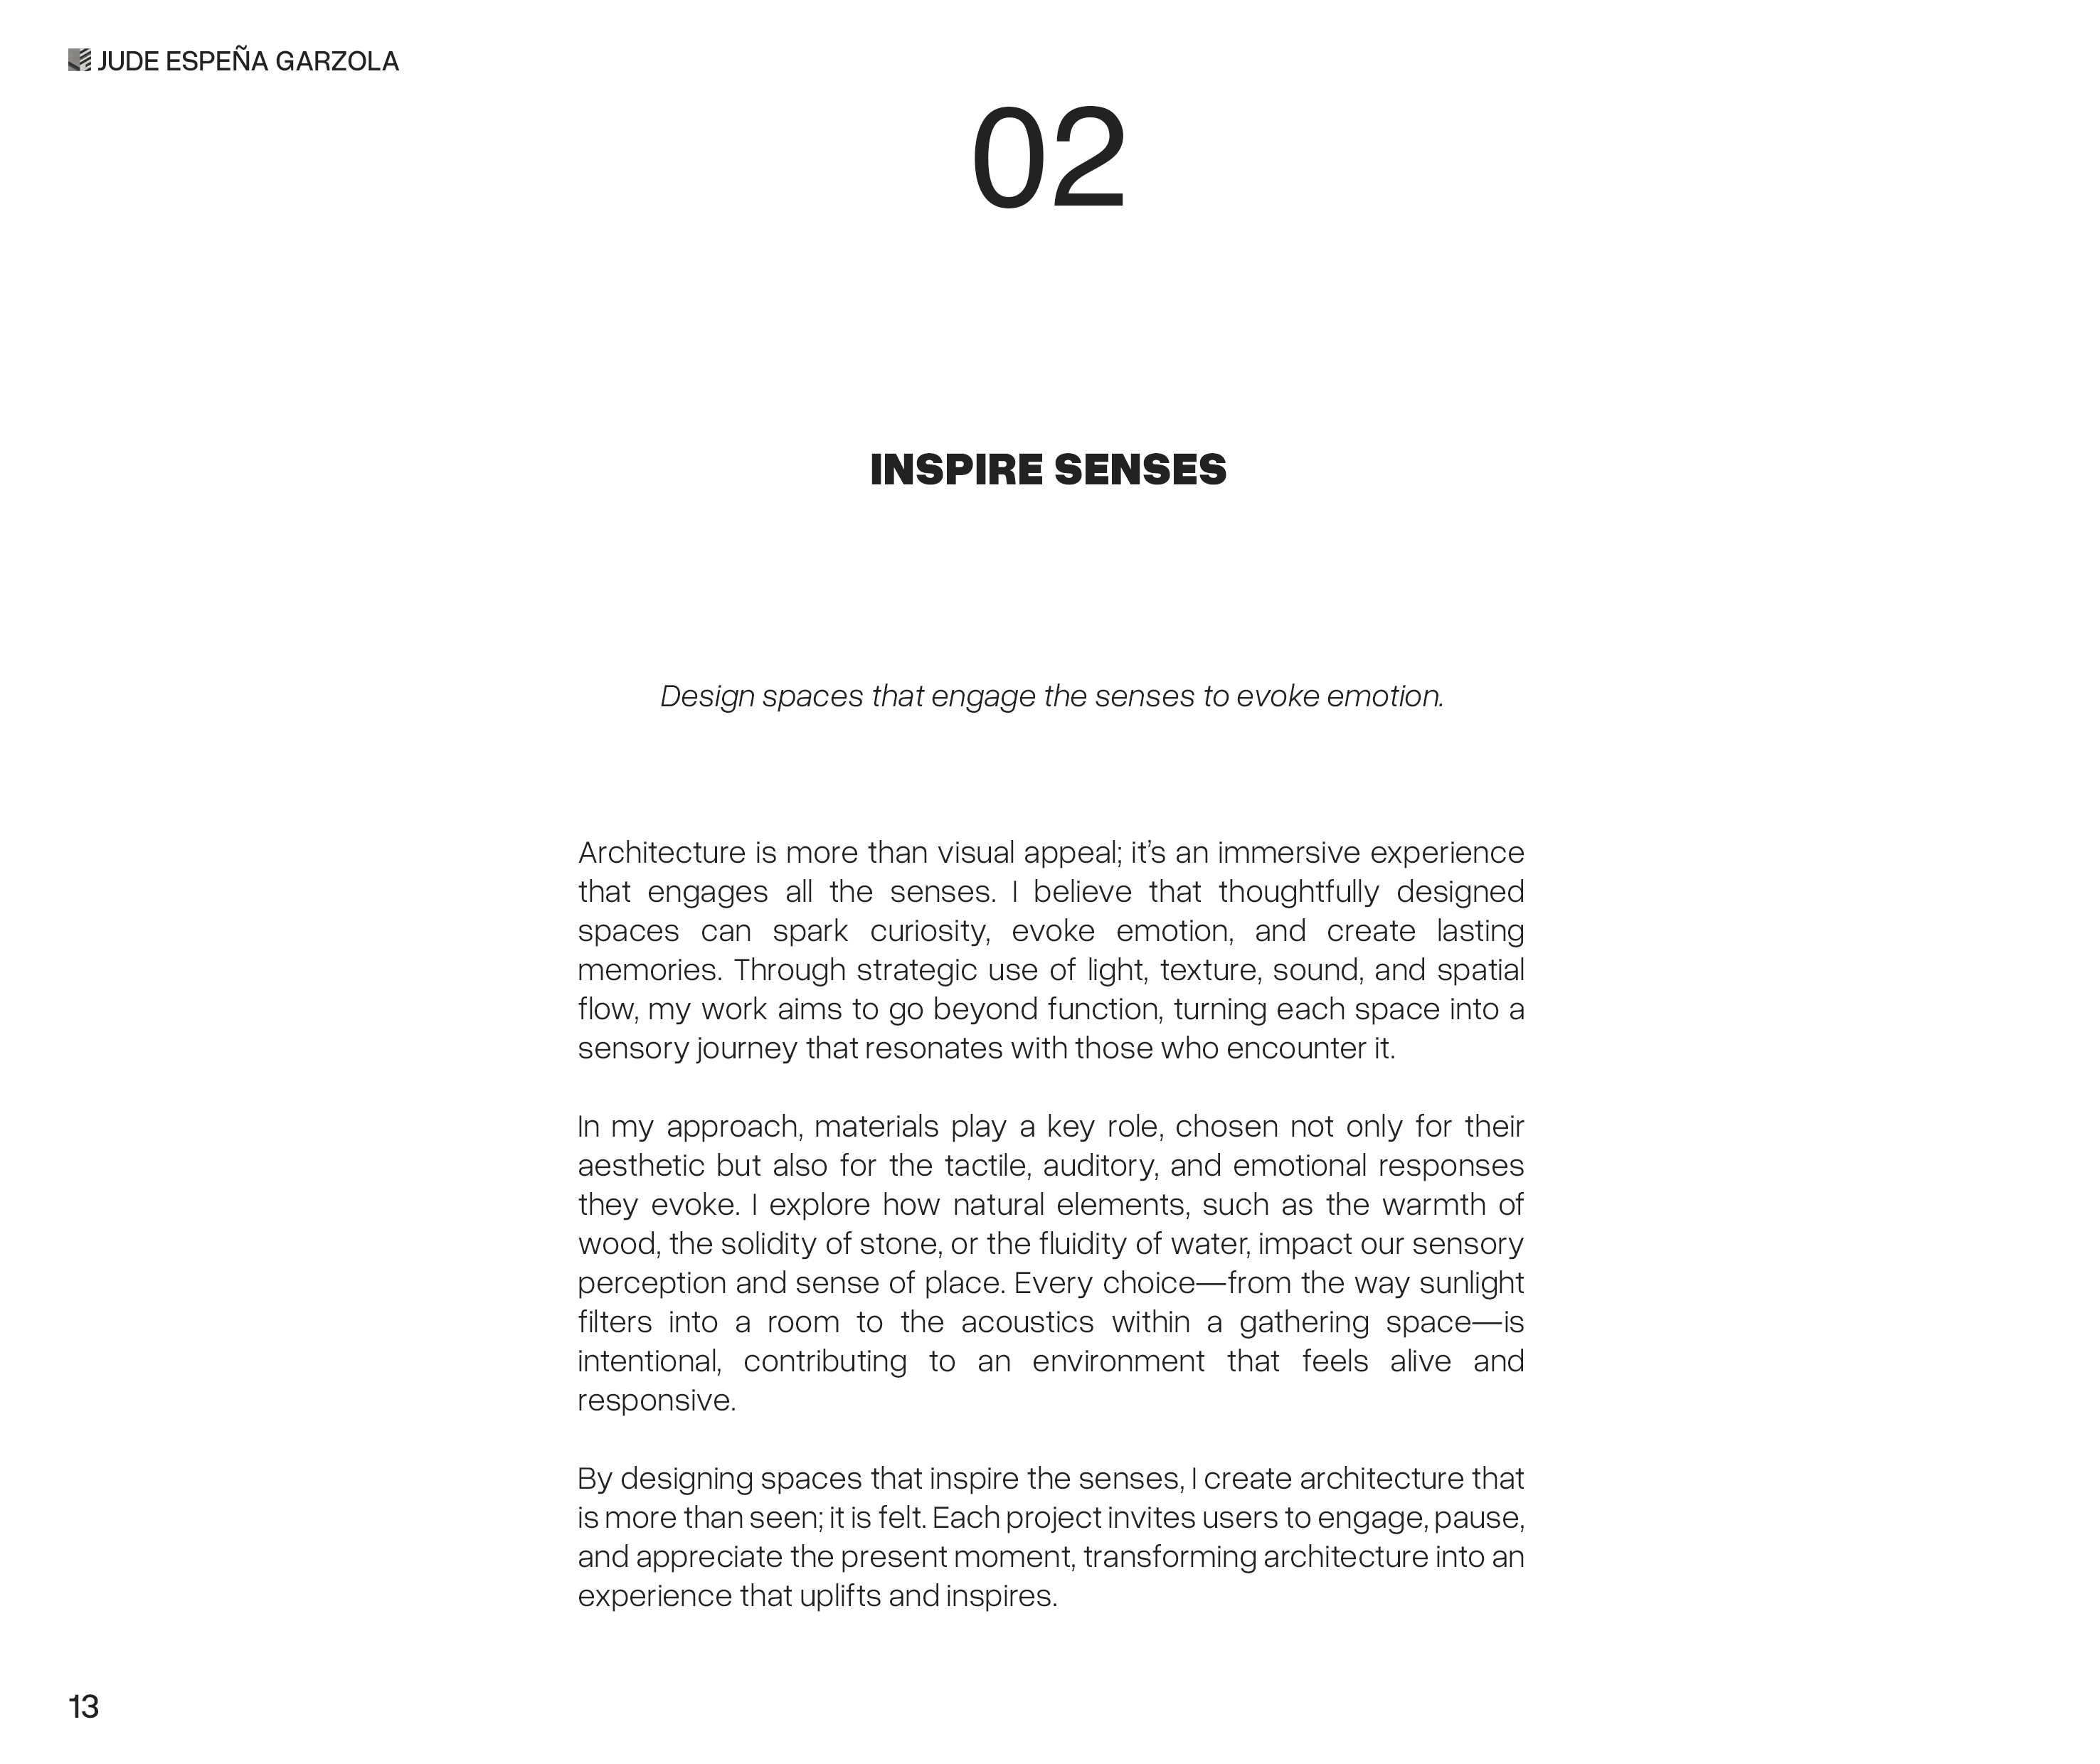 JUDE ESPEÑA GARZOLA
02
INSPIRE SENSES
Design spaces that engage the senses to evoke emotion.
Architecture is more than visual appeal; it’s an immersive experience
that engages all the senses. I believe that thoughtfully designed
spaces can spark curiosity, evoke emotion, and create lasting
memories. Through strategic use of light, texture, sound, and spatial
flow, my work aims to go beyond function, turning each space into a
sensory journey that resonates with those who encounter it.
In my approach, materials play a key role, chosen not only for their
aesthetic but also for the tactile, auditory, and emotional responses
they evoke. I explore how natural elements, such as the warmth of
wood, the solidity of stone, or the fluidity of water, impact our sensory
perception and sense of place. Every choice—from the way sunlight
filters into a room to the acoustics within a gathering space—is
intentional, contributing to an environment that feels alive and
responsive.
By designing spaces that inspire the senses, I create architecture that
is more than seen; it is felt. Each project invites users to engage, pause,
and appreciate the present moment, transforming architecture into an
experience that uplifts and inspires.
13